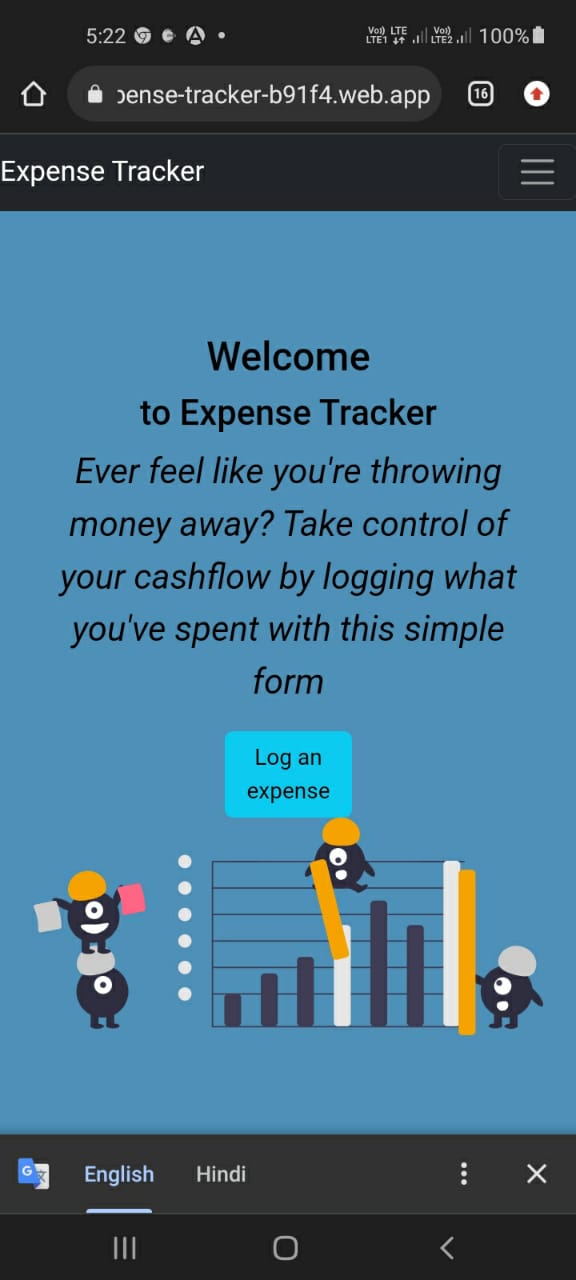 5:22
Vo) LTE Vo)
LTE1 LTE2 100%
pense-tracker-b91f4.web.app 16
Expense Tracker
Welcome
to Expense Tracker
Ever feel like you're throwing
money away? Take control of
your cashflow by logging what
you've spent with this simple
form
Log an
expense
English Hindi